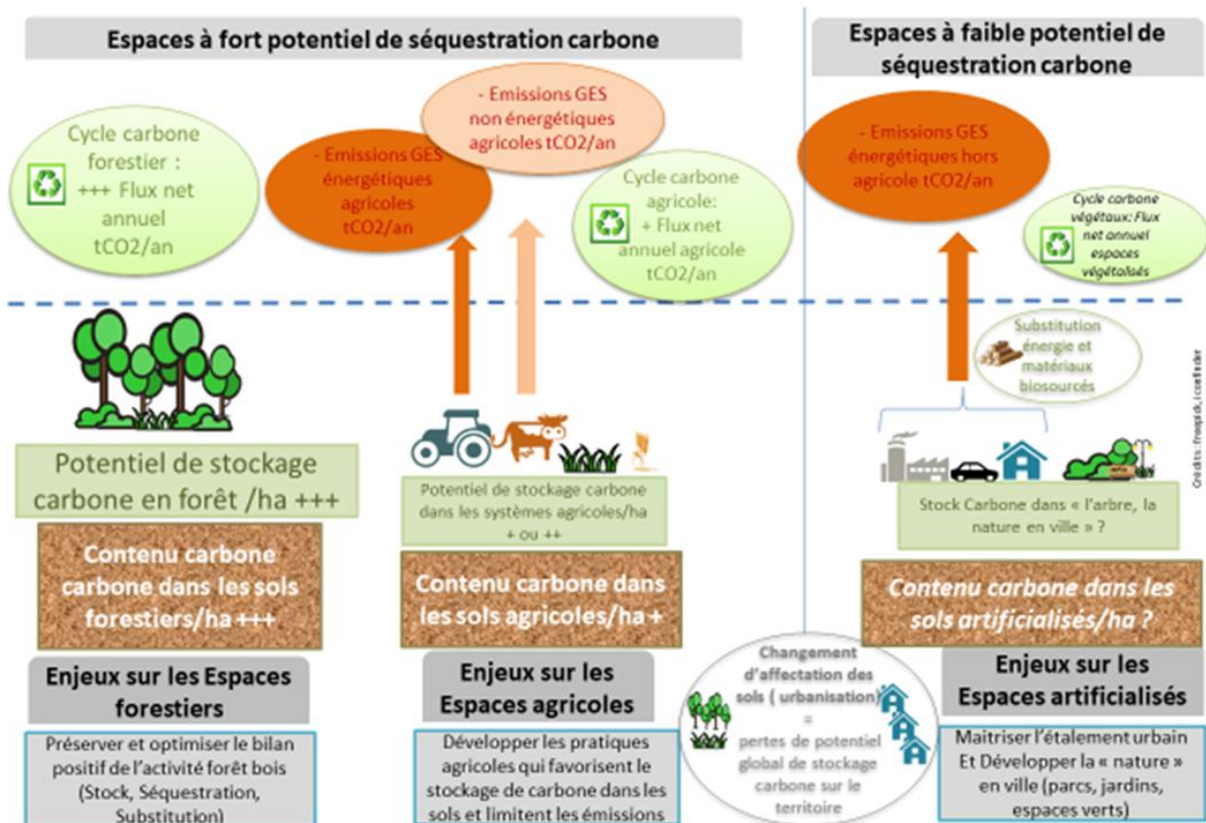 Espaces à fort potentiel de séquestration carbone
Espaces à faible potentiel de
séquestration carbone
Cycle carbone
forestier :
+++ Flux net
annuel
tCO2/an
- Emissions GES
énergétiques
agricoles
tCO2/an
- Emissions GES
non énergétiques
agricoles tCO2/an
Cycle carbone
agricole:
+ Flux net
annuel agricole
tCO2/an
- Emissions GES
énergétiques hors
agricole tCO2/an
Cycle carbone
végétaux: Flux
net annuel
espaces
végétalisés
Substitution
énergie et
matériaux
biosourcés
Crédits : freepick, iconfinder
Potentiel de stockage
carbone en forêt /ha +++
Contenu carbone
carbone dans les sols
forestiers/ha +++
Enjeux sur les Espaces
forestiers
Préserver et optimiser le bilan
positif de l'activité forêt bois
(Stock, Séquestration,
Substitution)
Potentiel de stockage carbone
dans les systèmes agricoles/ha
+ ou ++
Contenu carbone dans
les sols agricoles/ha +
Enjeux sur les
Espaces agricoles
Développer les pratiques
agricoles qui favorisent le
stockage de carbone dans les
sols et limitent les émissions
Changement
d'affectation des
sols ( urbanisation)
=
pertes de potentiel
global de stockage
carbone sur le
territoire
Stock Carbone dans « l'arbre, la
nature en ville » ?
Contenu carbone dans les
sols artificialisés/ha ?
Enjeux sur les
Espaces artificialisés
Maitriser l'étalement urbain
Et Développer la « nature »
en ville (parcs, jardins,
espaces verts)